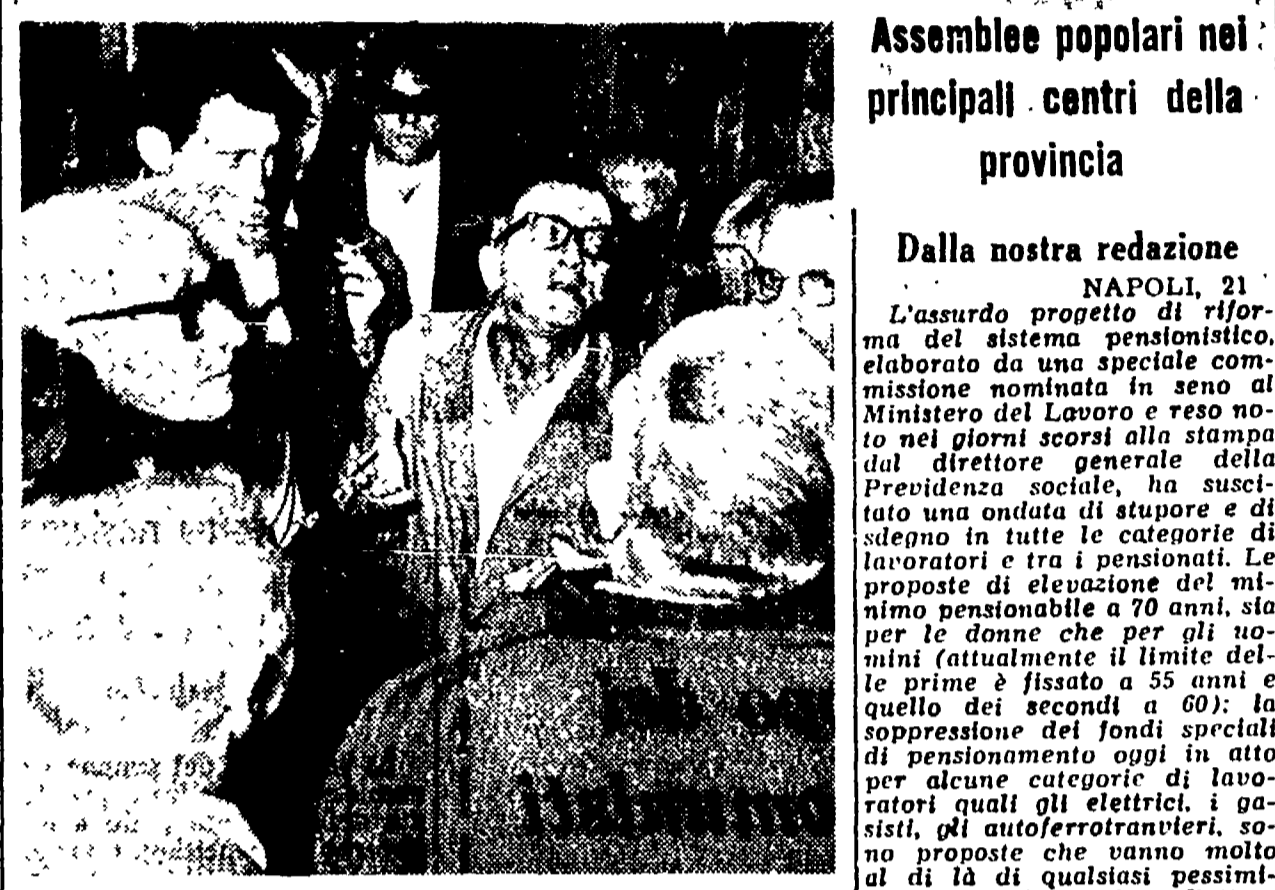 Assemblee popolari nei
principali centri della
provincia
Dalla nostra redazione
NAPOLI, 21
L'assurdo progetto di rifor-
ma del sistema pensionistico,
elaborato da una speciale com-
missione nominata in seno al
Ministero del Lavoro e reso no-
to nei giorni scorsi alla stampa
dal direttore generale della
Previdenza sociale, ha susci-
tato una ondata di stupore e di
sdegno in tutte le categorie di
lavoratori e tra i pensionati. Le
proposte di elevazione del mi-
nimo pensionabile a 70 anni, sia
per le donne che per gli uo-
mini (attualmente il limite del-
le prime è fissato a 55 anni e
quello dei secondi a 60); la
soppressione dei fondi speciali
di pensionamento oggi in atto
per alcune categorie di lavo-
ratori quali gli elettrici, i ga-
sisti, gli autoferrotranvieri, so-
no proposte che vanno molto
al di là di qualsiasi pessimi-